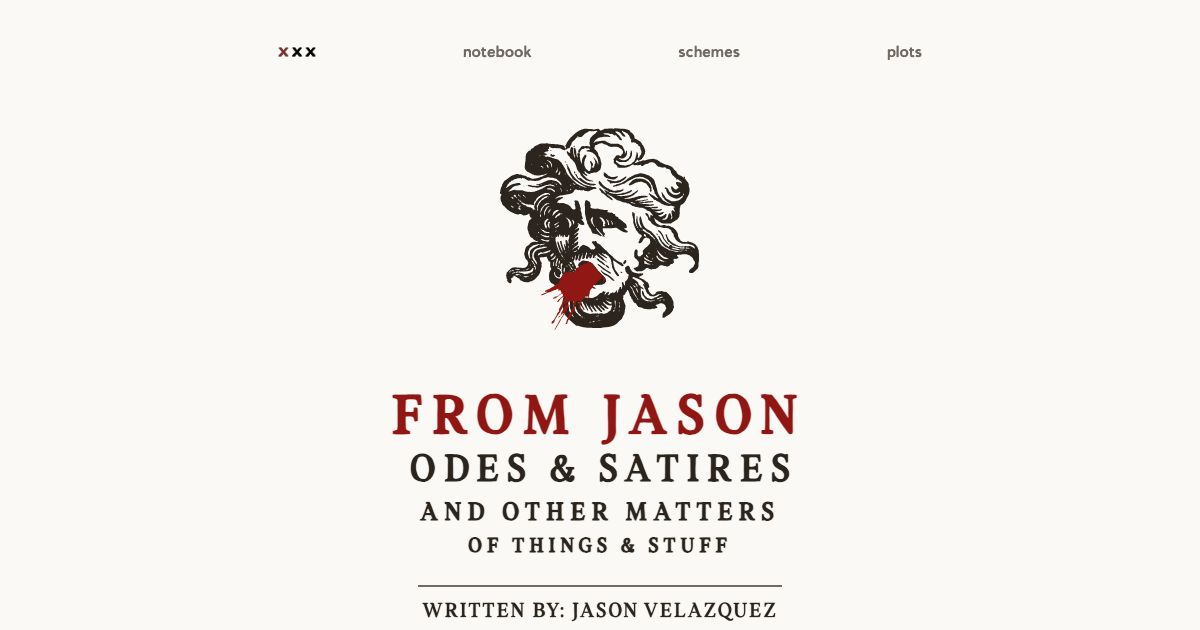 xxx notebook schemes plots
FROM JASON
ODES & SATIRES
AND OTHER MATTERS
OF THINGS & STUFF
WRITTEN BY: JASON VELAZQUEZ